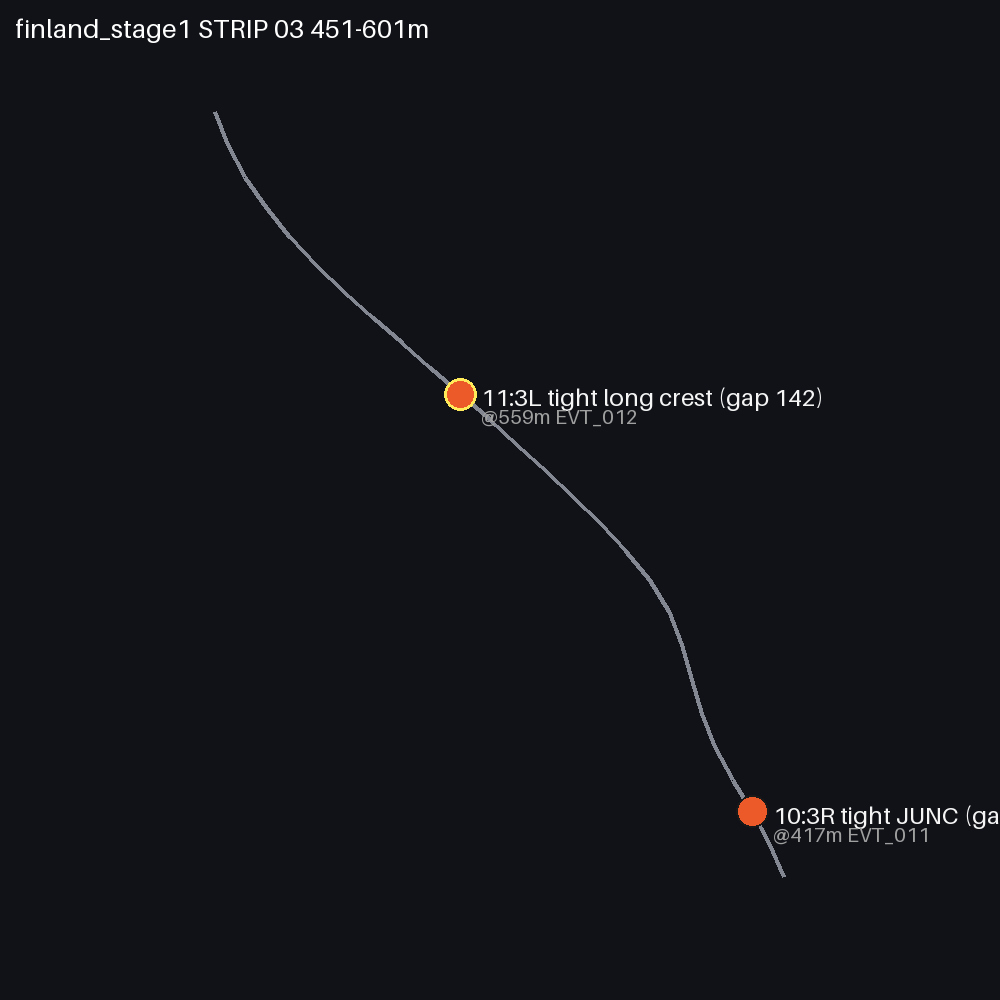 finland_stage1 STRIP 03 451-601m
11:3L tight long crest (gap 142)
@559m EVT_012
10:3R tight JUNC (ga
@417m EVT_011